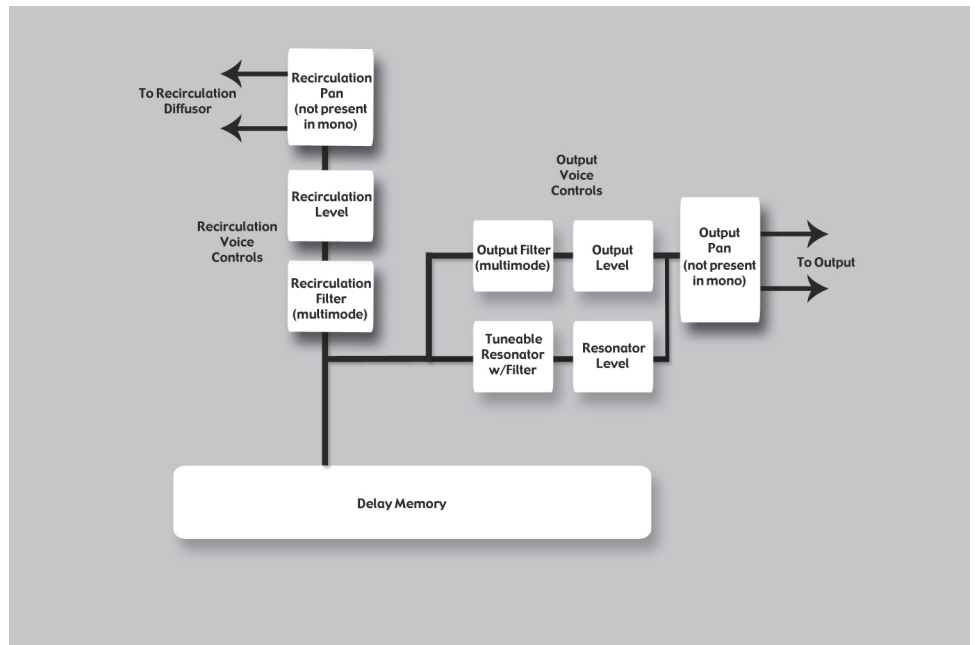 Recirculation
Pan
(not present
in mono)
To Recirculation
Diffusor
Recirculation
Level
Recirculation
Voice
Controls
Recirculation
Filter
(multimode)
Output
Voice
Controls
Output Filter
(multimode)
Output
Level
Output
Pan
(not present
in mono)
To Output
Tuneable
Resonator
w/Filter
Resonator
Level
Delay Memory